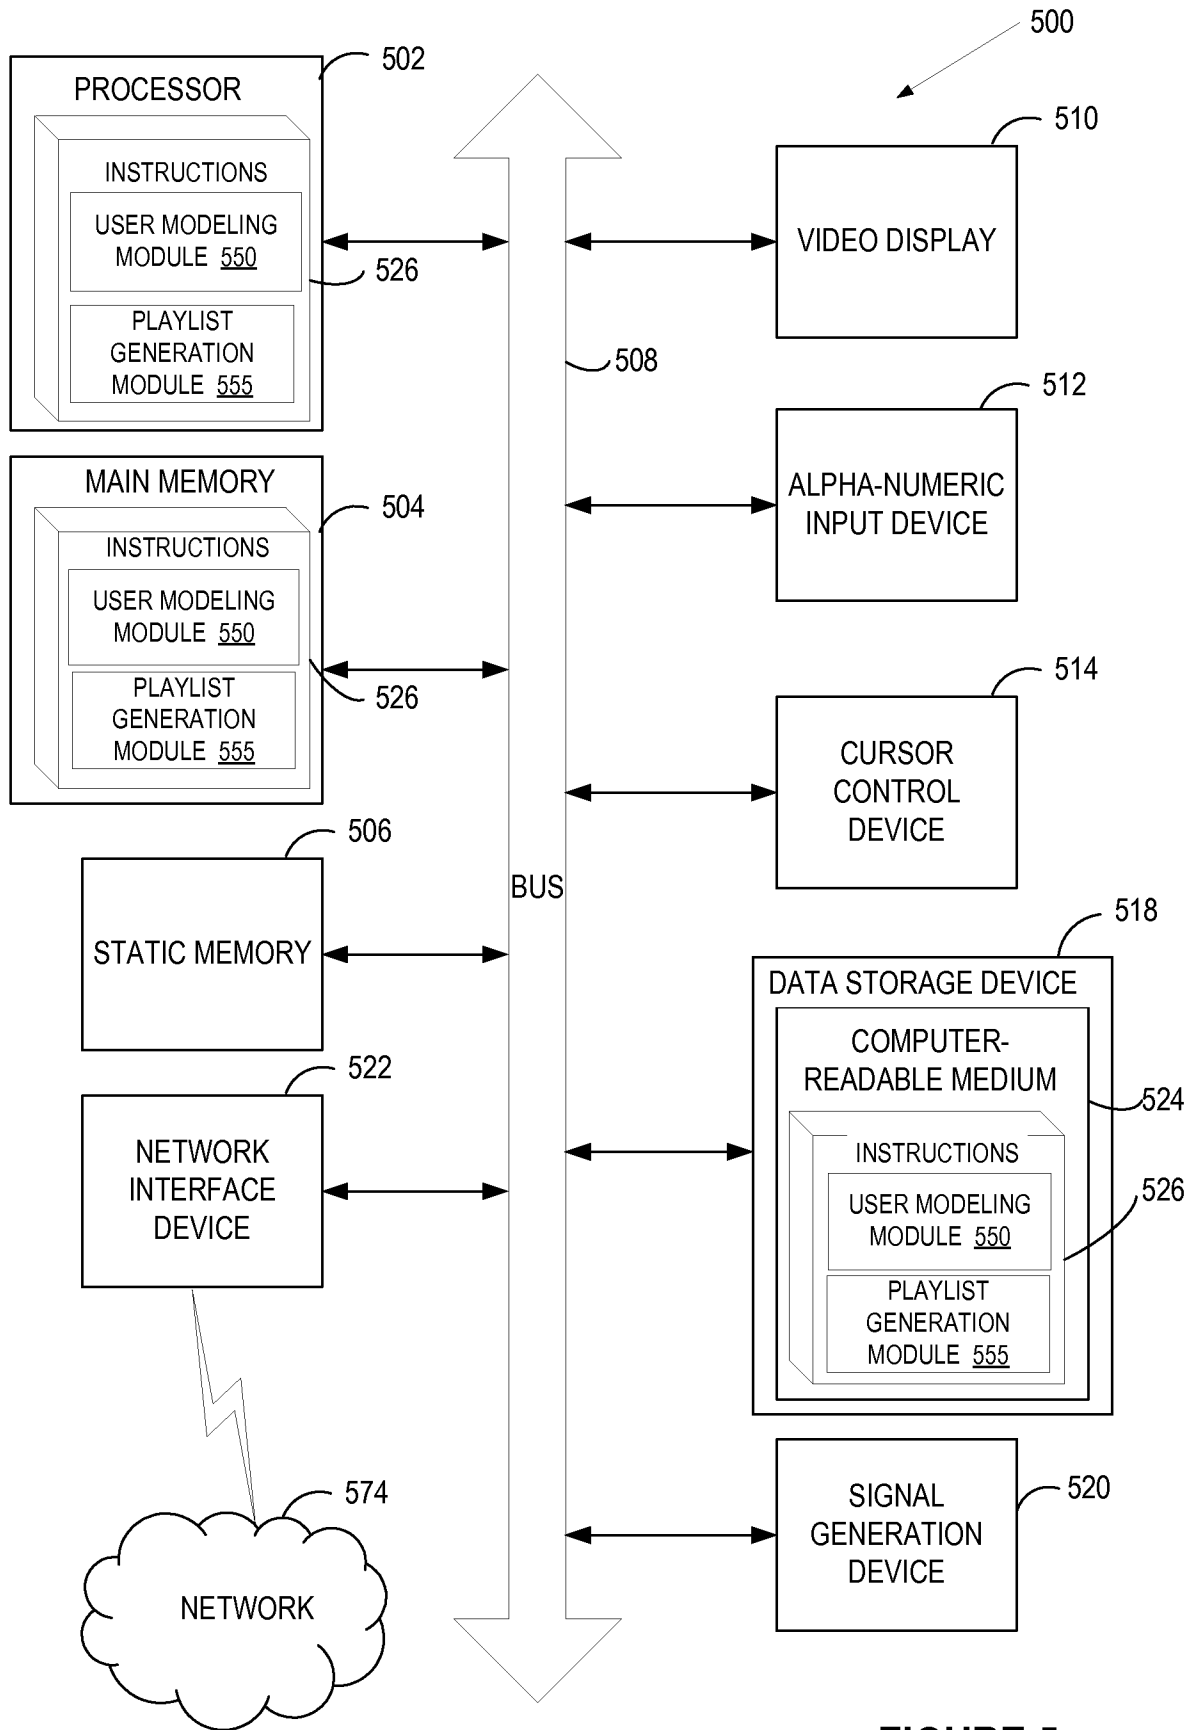 500
502
PROCESSOR
INSTRUCTIONS
USER MODELING
MODULE 550
526
PLAYLIST
GENERATION
MODULE 555
MAIN MEMORY
504
INSTRUCTIONS
USER MODELING
MODULE 550
526
PLAYLIST
GENERATION
MODULE 555
506
STATIC MEMORY
522
NETWORK
INTERFACE
DEVICE
574
NETWORK
508
BUS
510
VIDEO DISPLAY
512
ALPHA-NUMERIC
INPUT DEVICE
514
CURSOR
CONTROL
DEVICE
518
DATA STORAGE DEVICE
COMPUTER-
READABLE MEDIUM
524
INSTRUCTIONS
USER MODELING
MODULE 550
526
PLAYLIST
GENERATION
MODULE 555
520
SIGNAL
GENERATION
DEVICE
FIGURE 5